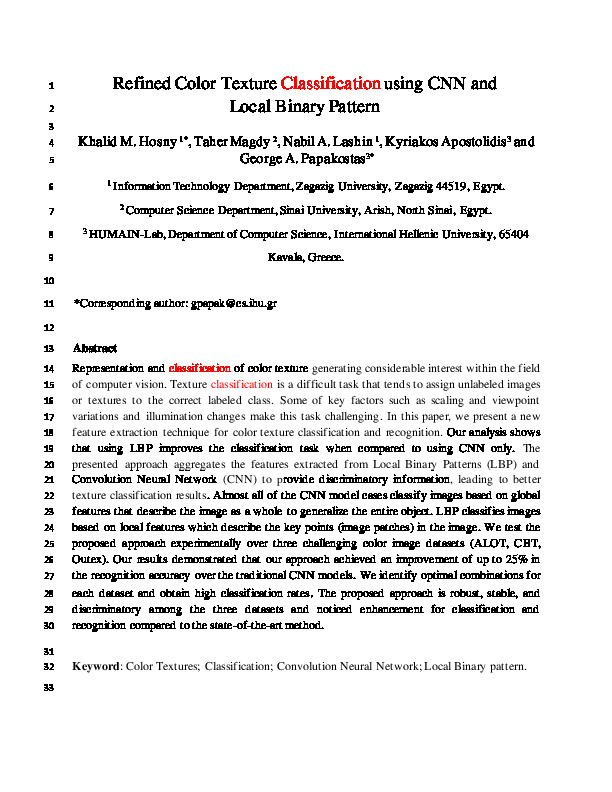 1 Refined Color Texture Classification using CNN and
2 Local Binary Pattern
3
4 Khalid M. Hosny 1*, Taher Magdy 2, Nabil A. Lashin 1, Kyriakos Apostolidis3 and
5 George A. Papakostas3*
6 1 Information Technology Department, Zagazig University, Zagazig 44519, Egypt.
7 2 Computer Science Department, Sinai University, Arish, North Sinai, Egypt.
8 3 HUMAIN-Lab, Department of Computer Science, International Hellenic University, 65404
9 Kavala, Greece.
10
11 *Corresponding author: gpapak@cs.ihu.gr
12
13 Abstract
14 Representation and classification of color texture generating considerable interest within the field
15 of computer vision. Texture classification is a difficult task that tends to assign unlabeled images
16 or textures to the correct labeled class. Some of key factors such as scaling and viewpoint
17 variations and illumination changes make this task challenging. In this paper, we present a new
18 feature extraction technique for color texture classification and recognition. Our analysis shows
19 that using LBP improves the classification task when compared to using CNN only. The
20 presented approach aggregates the features extracted from Local Binary Patterns (LBP) and
21 Convolution Neural Network (CNN) to provide discriminatory information, leading to better
22 texture classification results. Almost all of the CNN model cases classify images based on global
23 features that describe the image as a whole to generalize the entire object. LBP classifies images
24 based on local features which describe the key points (image patches) in the image. We test the
25 proposed approach experimentally over three challenging color image datasets (ALOT, CBT,
26 Outex). Our results demonstrated that our approach achieved an improvement of up to 25% in
27 the recognition accuracy over the traditional CNN models. We identify optimal combinations for
28 each dataset and obtain high classification rates. The proposed approach is robust, stable, and
29 discriminatory among the three datasets and noticed enhancement for classification and
30 recognition compared to the state-of-the-art method.
31
32 Keyword: Color Textures; Classification; Convolution Neural Network; Local Binary pattern.
33